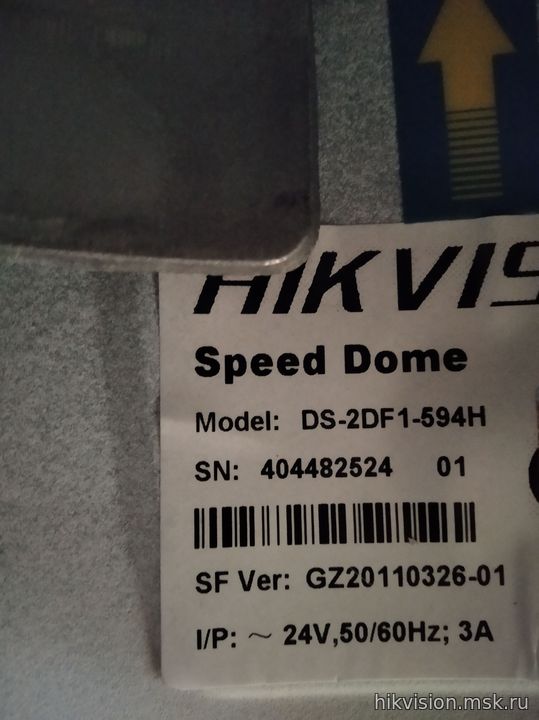 HIKVIS
Speed Dome
Model: DS-2DF1-594H
SN: 404482524 01
SF Ver: GZ20110326-01
I/P: ~ 24V,50/60Hz; 3A
hikvision.msk.ru